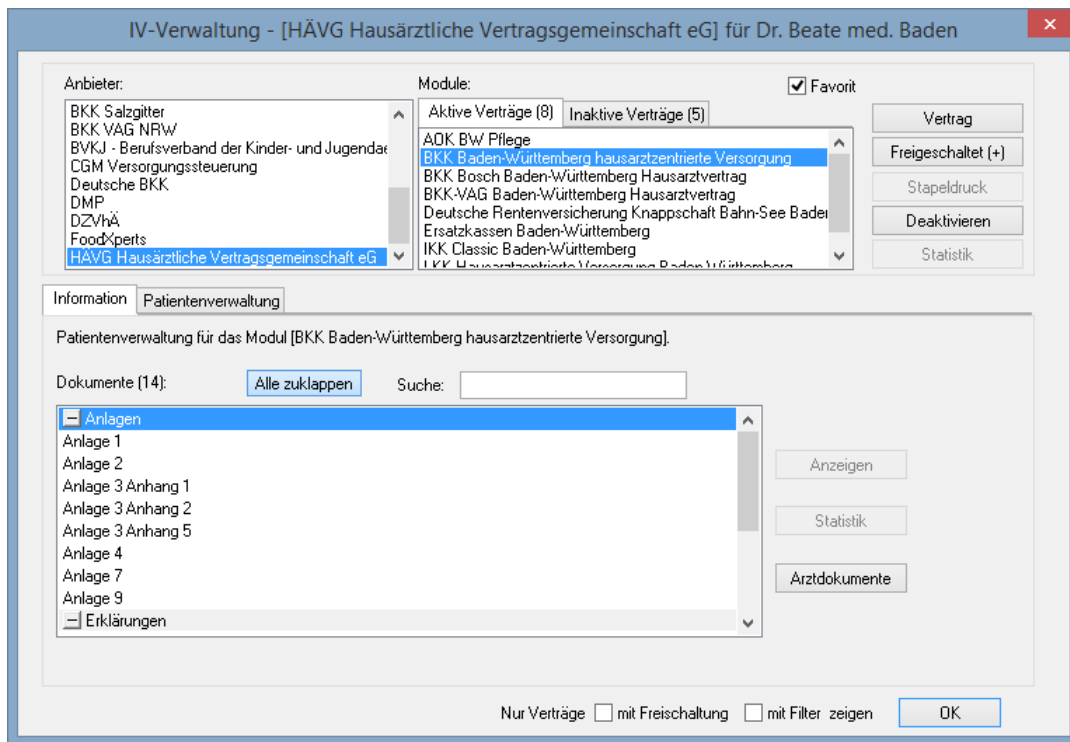 IV-Verwaltung - [HÄVG Hausärztliche Vertragsgemeinschaft eG] für Dr. Beate med. Baden
Anbieter:
BKK Salzgitter
BKK VAG NRW
BVKJ - Berufsverband der Kinder- und Jugendae
CGM Versorgungssteuerung
Deutsche BKK
DMP
DZVhÄ
FoodXperts
HÄVG Hausärztliche Vertragsgemeinschaft eG
Module:
Favorit
Aktive Verträge (8) Inaktive Verträge (5)
AOK BW Pflege
BKK Baden-Württemberg hausarztzentrierte Versorgung
BKK Bosch Baden-Württemberg Hausarztvertrag
BKK-VAG Baden-Württemberg Hausarztvertrag
Deutsche Rentenversicherung Knappschaft Bahn-See Bader
Ersatzkassen Baden-Württemberg
IKK Classic Baden-Württemberg
LKK Hausarztzentrierte Versorgung Baden-Württemberg
Vertrag
Freigeschaltet (+)
Stapeldruck
Deaktivieren
Statistik
Information Patientenverwaltung
Patientenverwaltung für das Modul [BKK Baden-Württemberg hausarztzentrierte Versorgung].
Dokumente (14): Alle zuklappen Suche:
Anlagen
Anlage 1
Anlage 2
Anlage 3 Anhang 1
Anlage 3 Anhang 2
Anlage 3 Anhang 5
Anlage 4
Anlage 7
Anlage 9
Erklärungen
Anzeigen
Statistik
Arztdokumente
Nur Verträge mit Freischaltung mit Filter zeigen OK